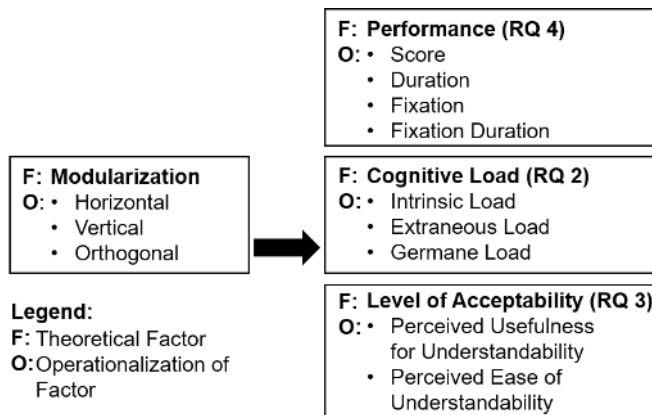 F: Performance (RQ 4)
O: • Score
• Duration
• Fixation
• Fixation Duration
F: Modularization
O: • Horizontal
• Vertical
• Orthogonal
F: Cognitive Load (RQ 2)
O: • Intrinsic Load
• Extraneous Load
• Germane Load
Legend:
F: Theoretical Factor
O: Operationalization of
Factor
F: Level of Acceptability (RQ 3)
O: • Perceived Usefulness
for Understandability
• Perceived Ease of
Understandability